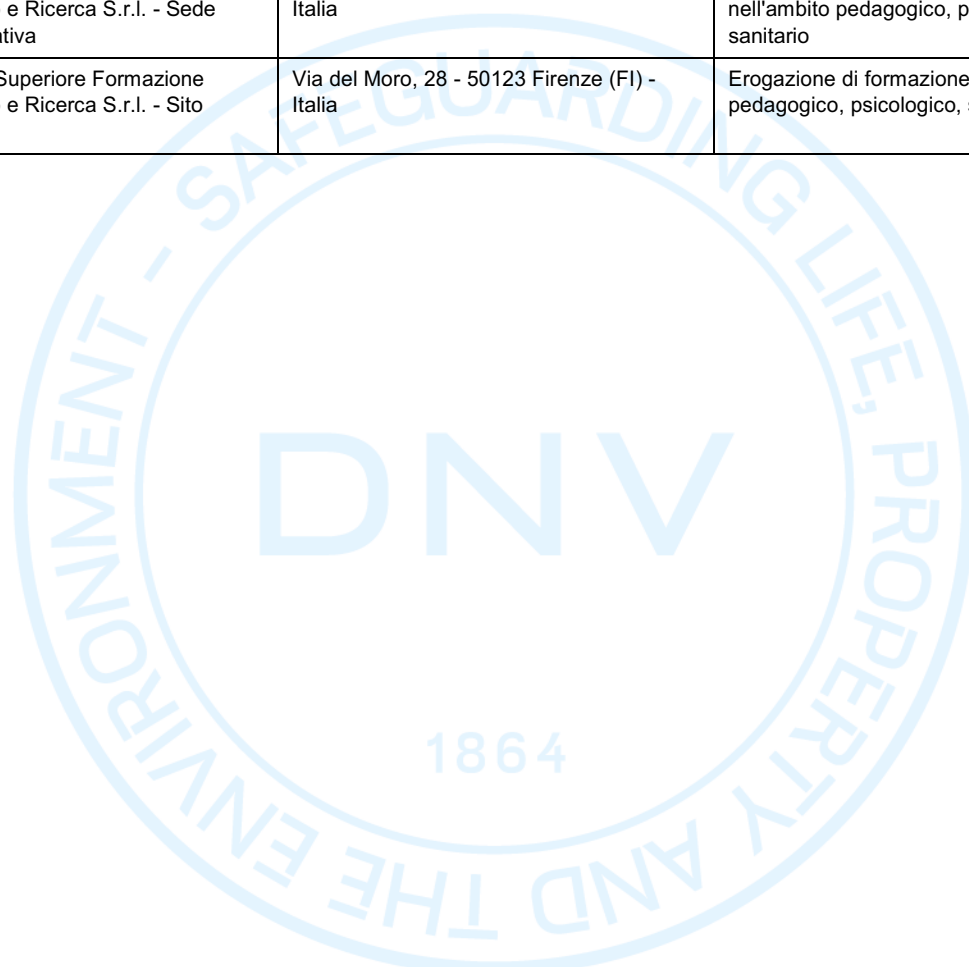 e Ricerca S.r.l. - Sede
Italia
nell'ambito pedagogico, p
sanitario
Superiore Formazione
e Ricerca S.r.l. - Sito
Via del Moro, 28 - 50123 Firenze (FI) -
Italia
Erogazione di formazione
pedagogico, psicologico,
SAFEGUARDING LIFE, PROPERTY AND THE ENVIRONMENT -
DNV
1864